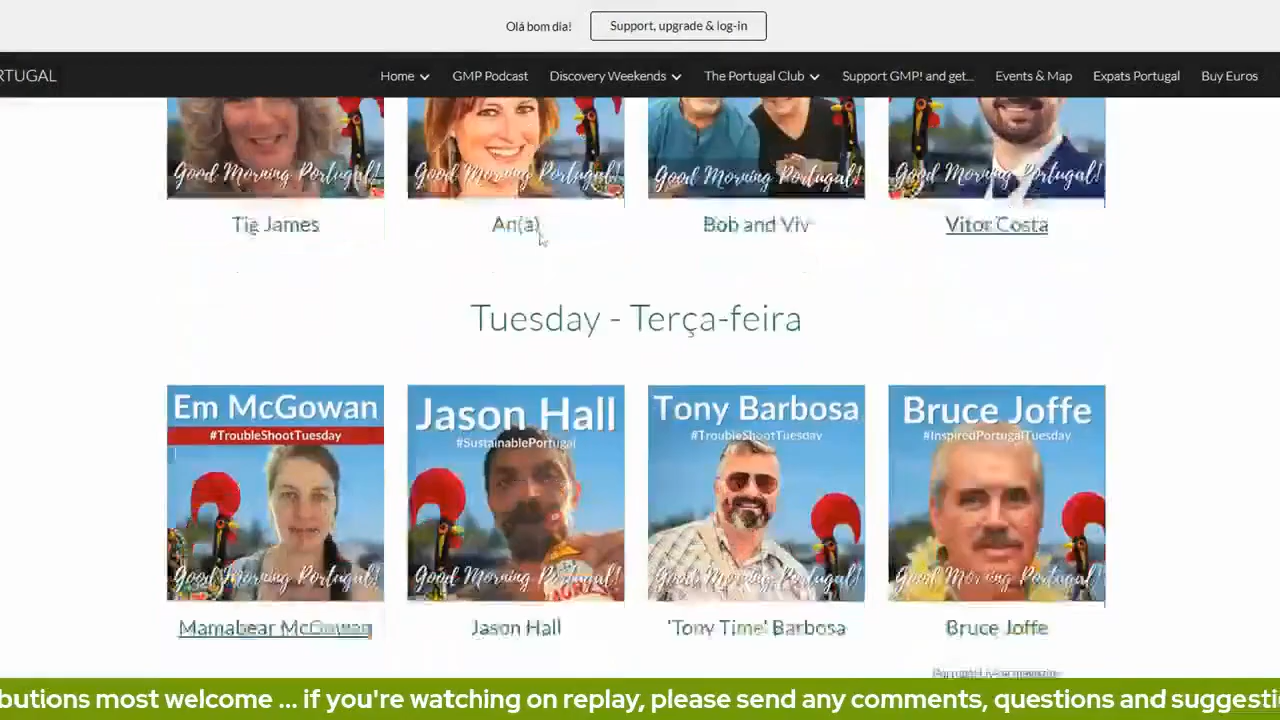 Olá bom dia! Support, upgrade & log-in
RTUGAL Home GMP Podcast Discovery Weekends The Portugal Club Support GMP! and get... Events & Map Expats Portugal Buy Euros
Good Morning Portugal! Good Morning Portugal! Good Morning Portugal! Good Morning Portugal!
Tig James An(a) Bob and Viv Vitor Costa
Tuesday - Terça-feira
Em McGowan Jason Hall Tony Barbosa Bruce Joffe
#TroubleShootTuesday #SustainablePortugal #TroubleShootTuesday #InspiredPortugalTuesday
Good Morning Portugal! Good Morning Portugal! Good Morning Portugal! Good Morning Portugal!
Mamabear McGowan Jason Hall 'Tony Time' Barbosa Bruce Joffe
butions most welcome ... if you're watching on replay, please send any comments, questions and suggesti